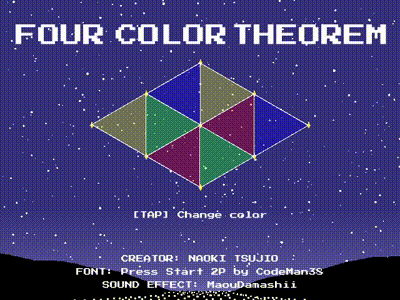 FOUR COLOR THEOREM
[TAP] Change color
CREATOR: NAOKI TSUJIO
FONT: Press Start 2P by CodeMan38
SOUND EFFECT: MaouDamashii